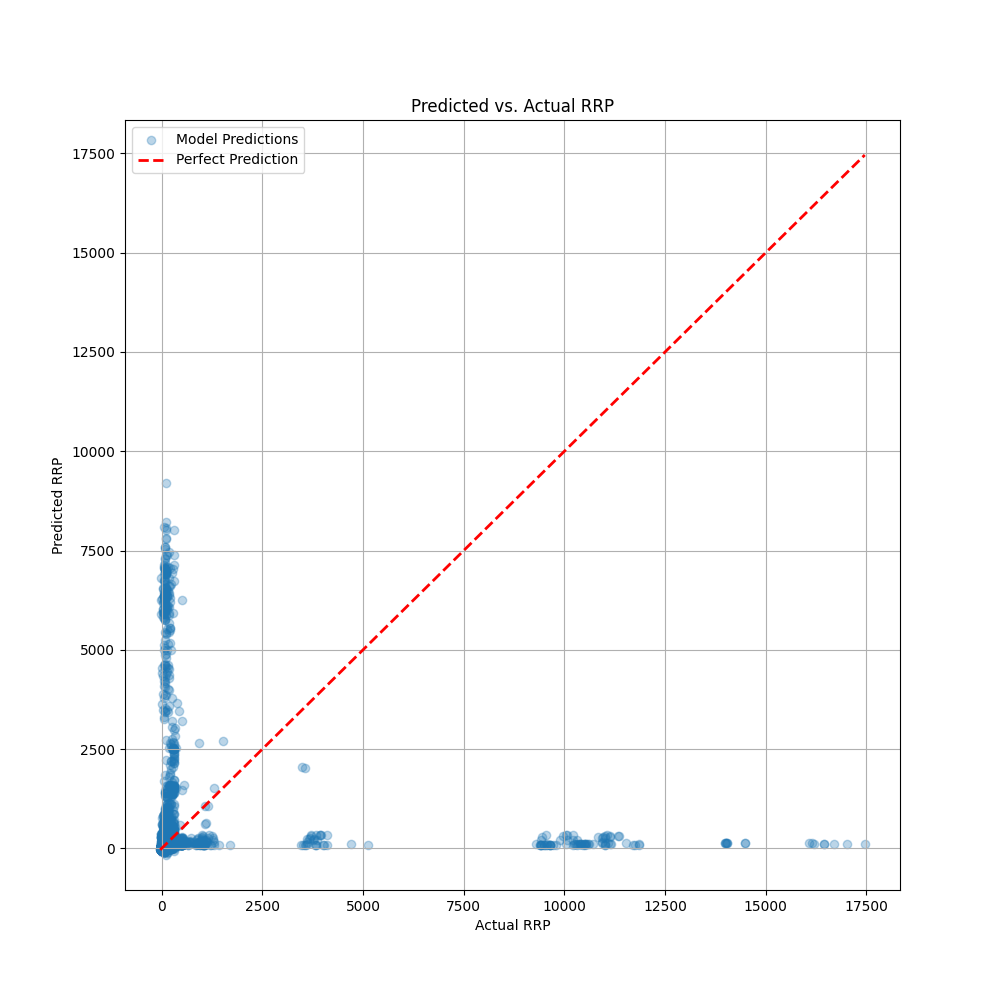 Predicted vs. Actual RRP
Model Predictions
Perfect Prediction
17500
15000
12500
10000
7500
5000
2500
0
Predicted RRP
0 2500 5000 7500 10000 12500 15000 17500
Actual RRP